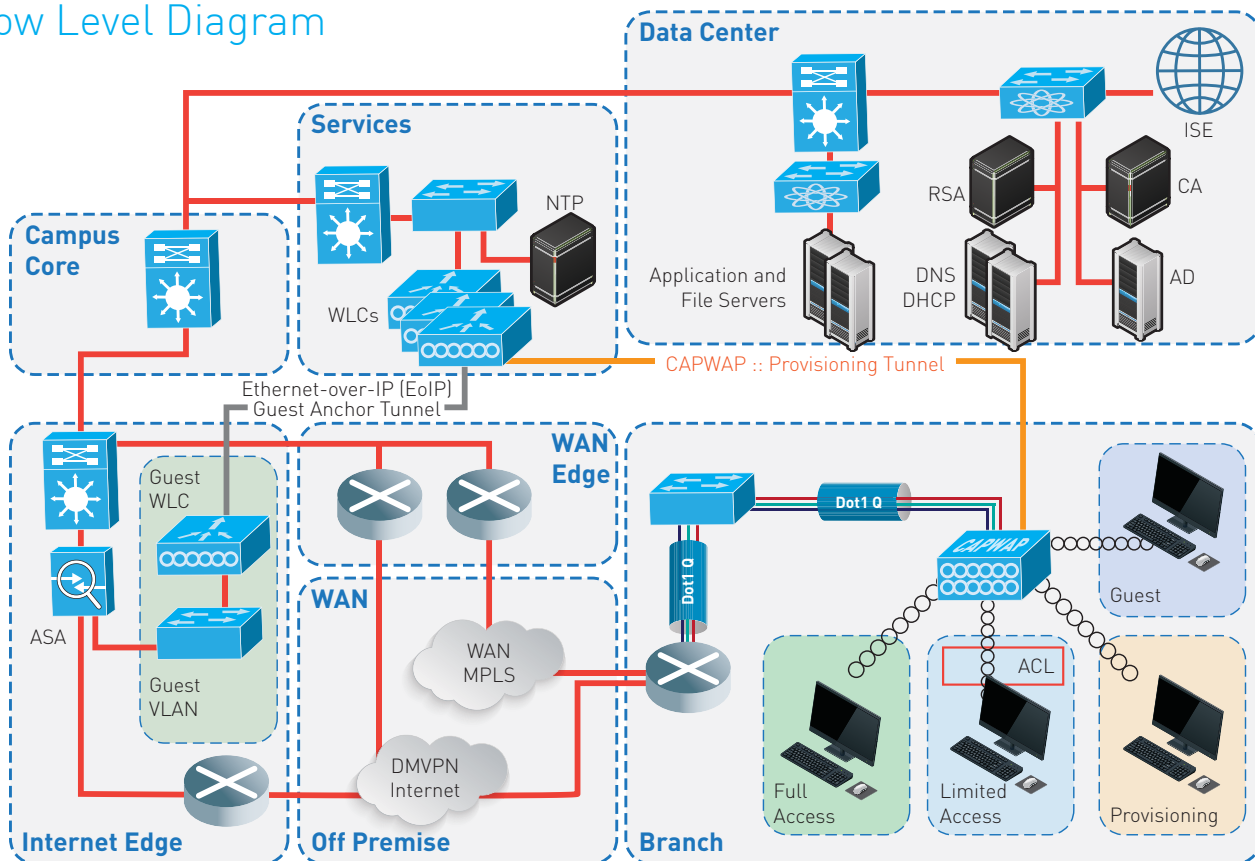 ow Level Diagram
Data Center
ISE
RSA
CA
Application and
File Servers
DNS
DHCP
AD
Services
NTP
WLCs
Campus
Core
CAPWAP :: Provisioning Tunnel
Ethernet-over-IP (EoIP)
Guest Anchor Tunnel
Guest
WLC
ASA
Guest
VLAN
Internet Edge
WAN
Edge
WAN
WAN
MPLS
DMVPN
Internet
Off Premise
Dot1 Q
Dot1 Q
CAPWAP
Guest
ACL
Full
Access
Limited
Access
Provisioning
Branch